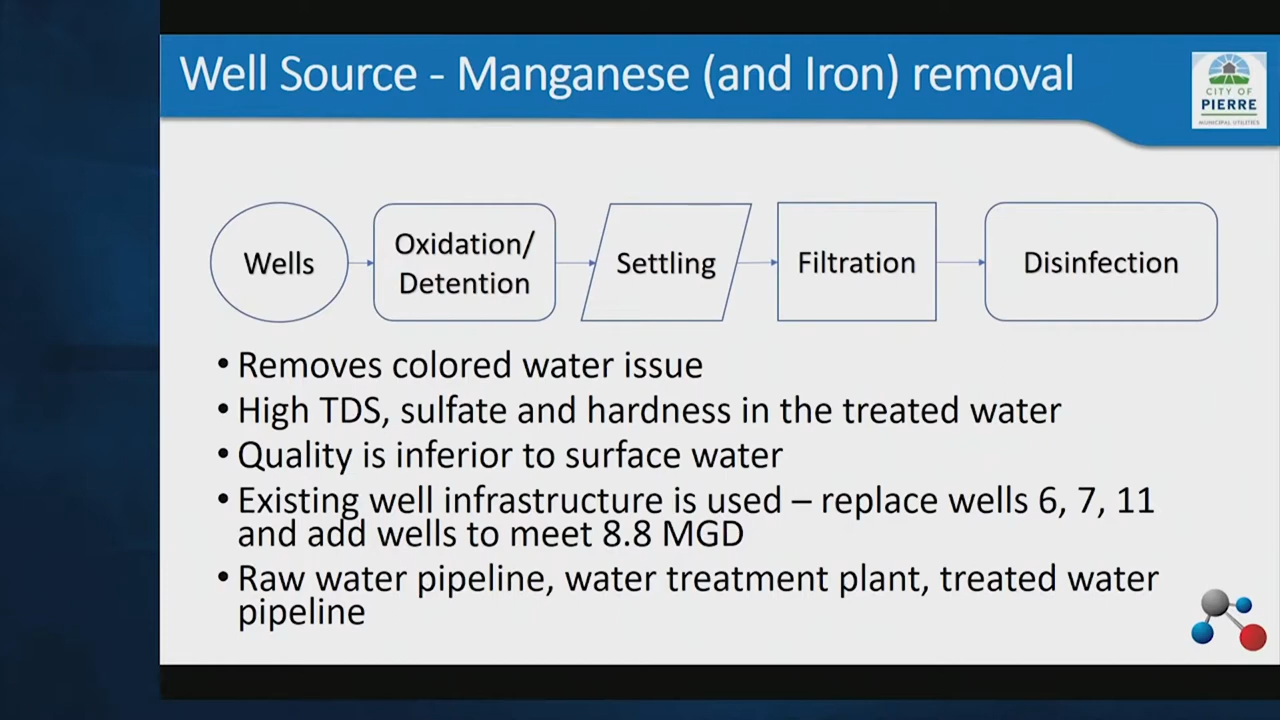 Well Source - Manganese (and Iron) removal
CITY OF
PIERRE
MUNICIPAL UTILITIES
Wells
Oxidation/
Detention
Settling
Filtration
Disinfection
• Removes colored water issue
• High TDS, sulfate and hardness in the treated water
• Quality is inferior to surface water
• Existing well infrastructure is used – replace wells 6, 7, 11
and add wells to meet 8.8 MGD
• Raw water pipeline, water treatment plant, treated water
pipeline